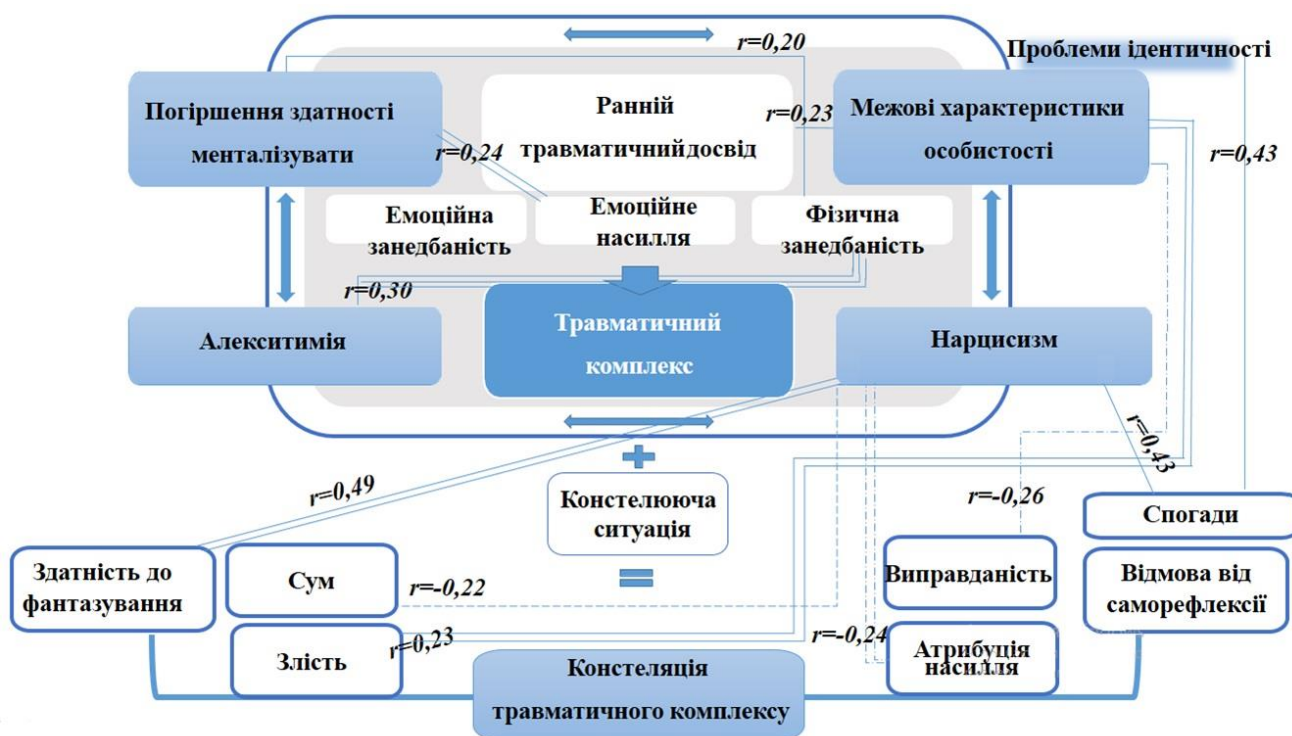 r=0,20
Проблеми ідентичності
Погіршення здатності
менталізувати
Ранній
травматичний досвід
r=0,23
Межові характеристики
особистості
r=0,24
r=0,43
Емоційна
занедбаність
Емоційне
насилля
Фізична
занедбаність
r=0,30
Алекситимія
Травматичний
комплекс
Нарцисизм
r=0,43
r=0,49
Констелююча
ситуація
r=-0,26
Спогади
Здатність до
фантазування
Сум
r=-0,22
Виправданість
Відмова від
саморефлексії
Злість
r=0,23
r=-0,24
Атрибуція
насилля
Констеляція
травматичного комплексу